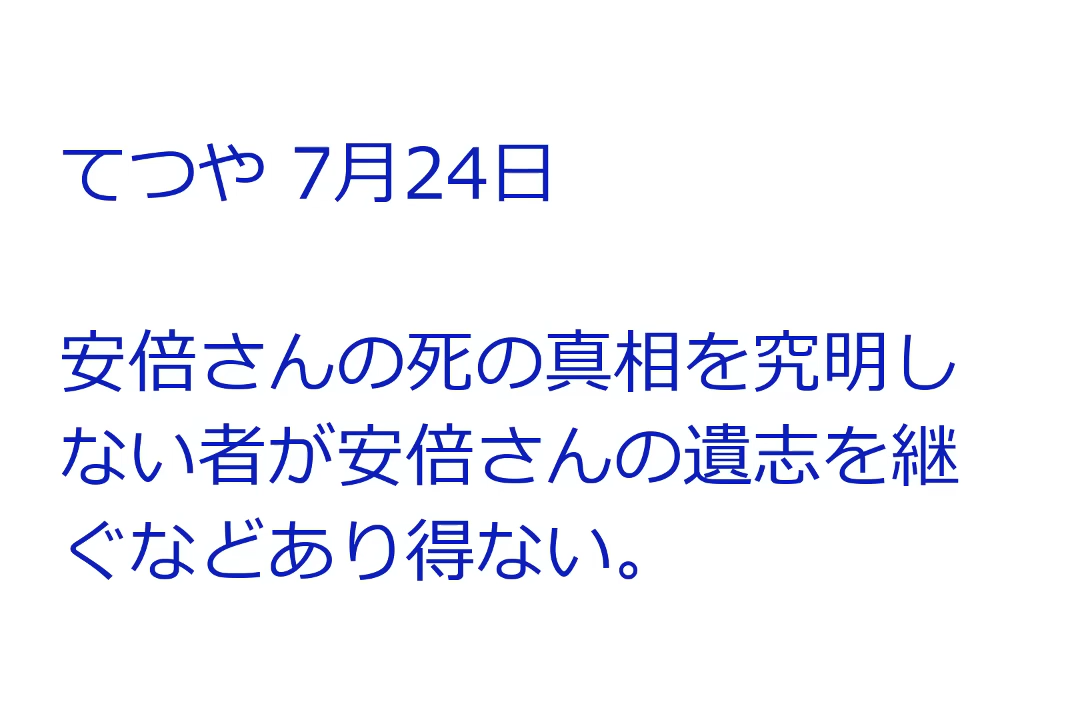 てつや 7月24日
安倍さんの死の真相を究明し
ない者が安倍さんの遺志を継
ぐなどあり得ない。